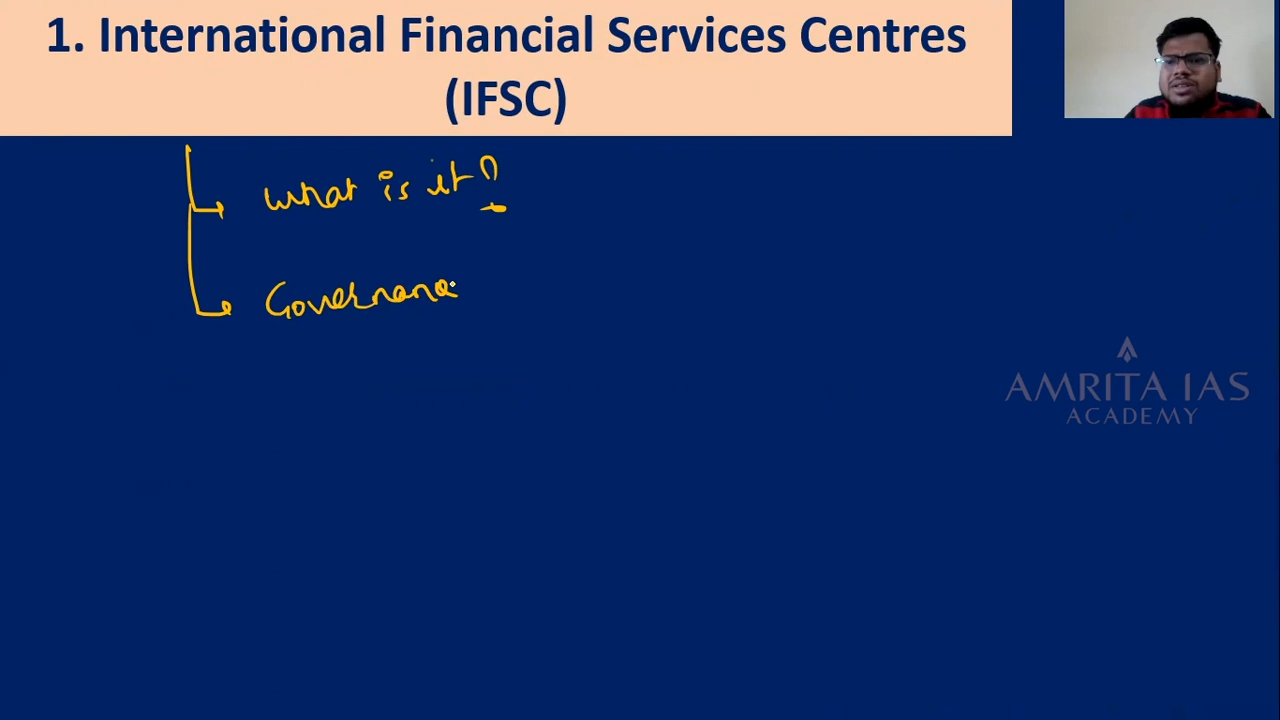 1. International Financial Services Centres
(IFSC)
What is it?
Governance
AMRITA IAS
ACADEMY